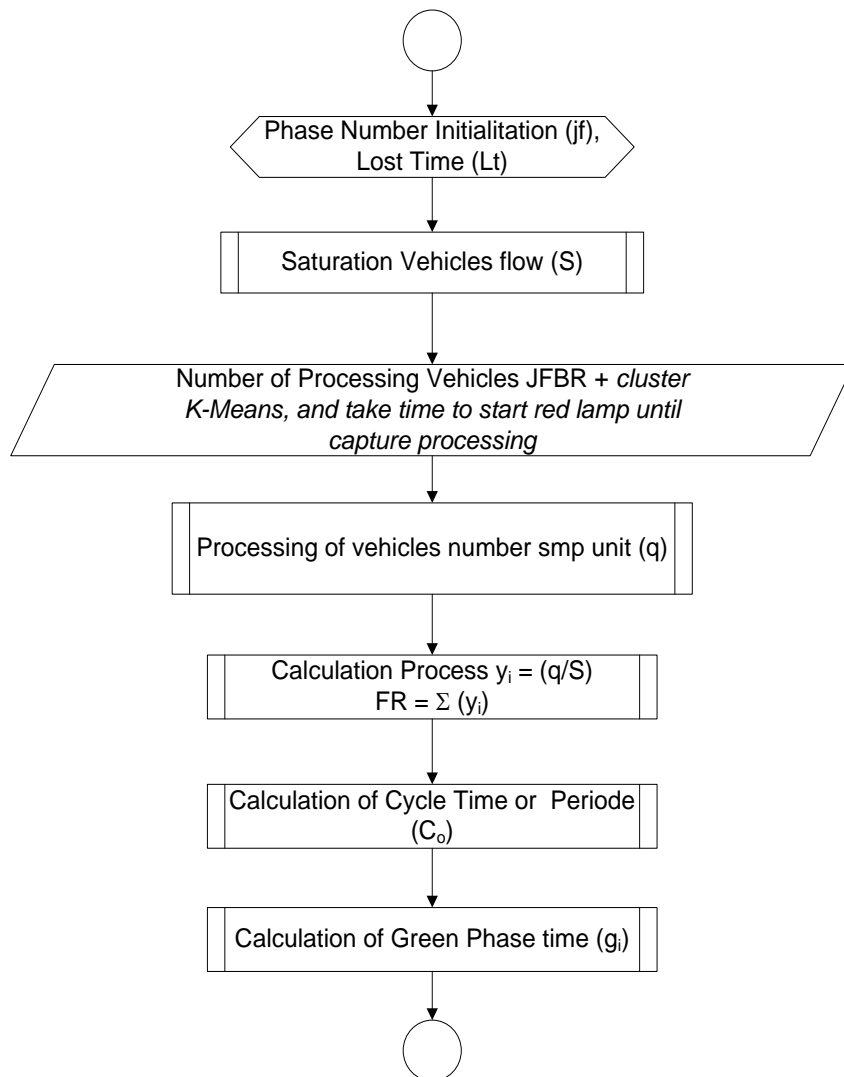 Phase Number Initialitation (jf),
Lost Time (Lt)
Saturation Vehicles flow (S)
Number of Processing Vehicles JFBR + cluster
K-Means, and take time to start red lamp until
capture processing
Processing of vehicles number smp unit (q)
Calculation Process yᵢ = (q/S)
FR = Σ (yᵢ)
Calculation of Cycle Time or Periode
(Cₒ)
Calculation of Green Phase time (gᵢ)